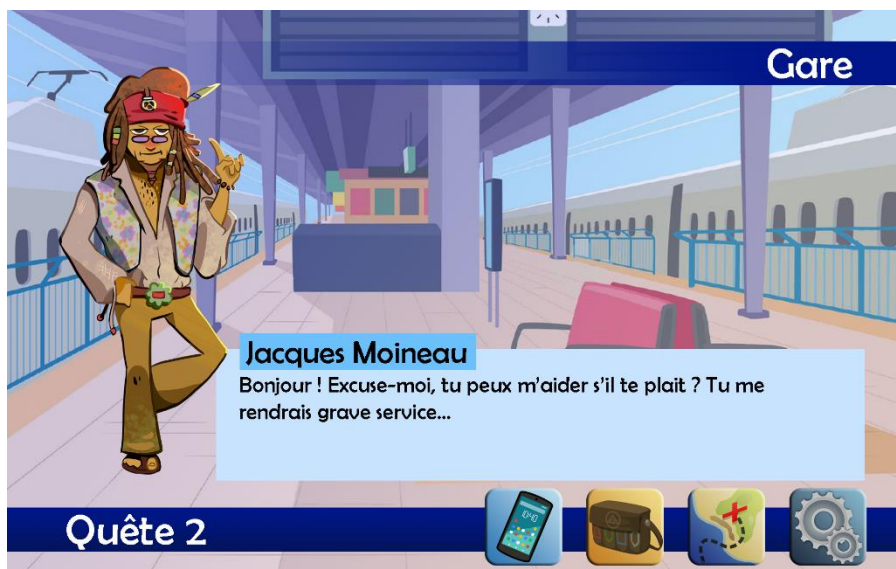 Gare
Jacques Moineau
Bonjour ! Excuse-moi, tu peux m'aider s'il te plait ? Tu me
rendrais grave service...
10:40
Quête 2